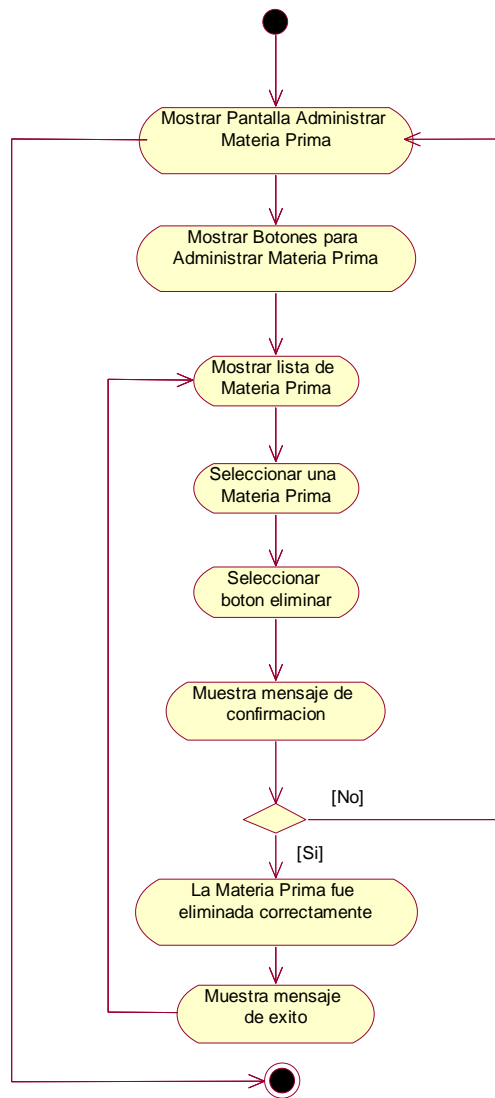 Mostrar Pantalla Administrar
Materia Prima
Mostrar Botones para
Administrar Materia Prima
Mostrar lista de
Materia Prima
Seleccionar una
Materia Prima
Seleccionar
boton eliminar
Muestra mensaje de
confirmacion
[No]
[Si]
La Materia Prima fue
eliminada correctamente
Muestra mensaje
de exito